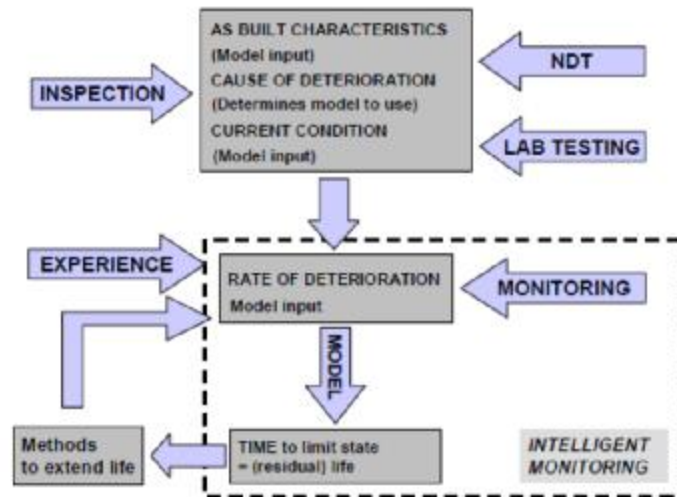 AS BUILT CHARACTERISTICS
(Model input)
CAUSE OF DETERIORATION
(Determines model to use)
CURRENT CONDITION
(Model input)
INSPECTION
NDT
LAB TESTING
EXPERIENCE
RATE OF DETERIORATION
Model input
MONITORING
MODEL
Methods
to extend life
TIME to limit state
= (residual) life
INTELLIGENT
MONITORING